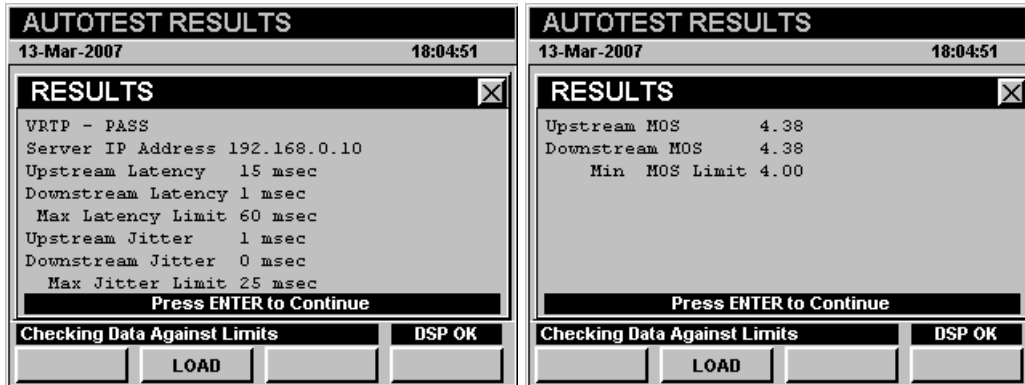 AUTOTEST RESULTS
13-Mar-2007 18:04:51
RESULTS
VRTP - PASS
Server IP Address 192.168.0.10
Upstream Latency 15 msec
Downstream Latency 1 msec
Max Latency Limit 60 msec
Upstream Jitter 1 msec
Downstream Jitter 0 msec
Max Jitter Limit 25 msec
Press ENTER to Continue
Checking Data Against Limits DSP OK
LOAD
AUTOTEST RESULTS
13-Mar-2007 18:04:51
RESULTS
Upstream MOS 4.38
Downstream MOS 4.38
Min MOS Limit 4.00
Press ENTER to Continue
Checking Data Against Limits DSP OK
LOAD